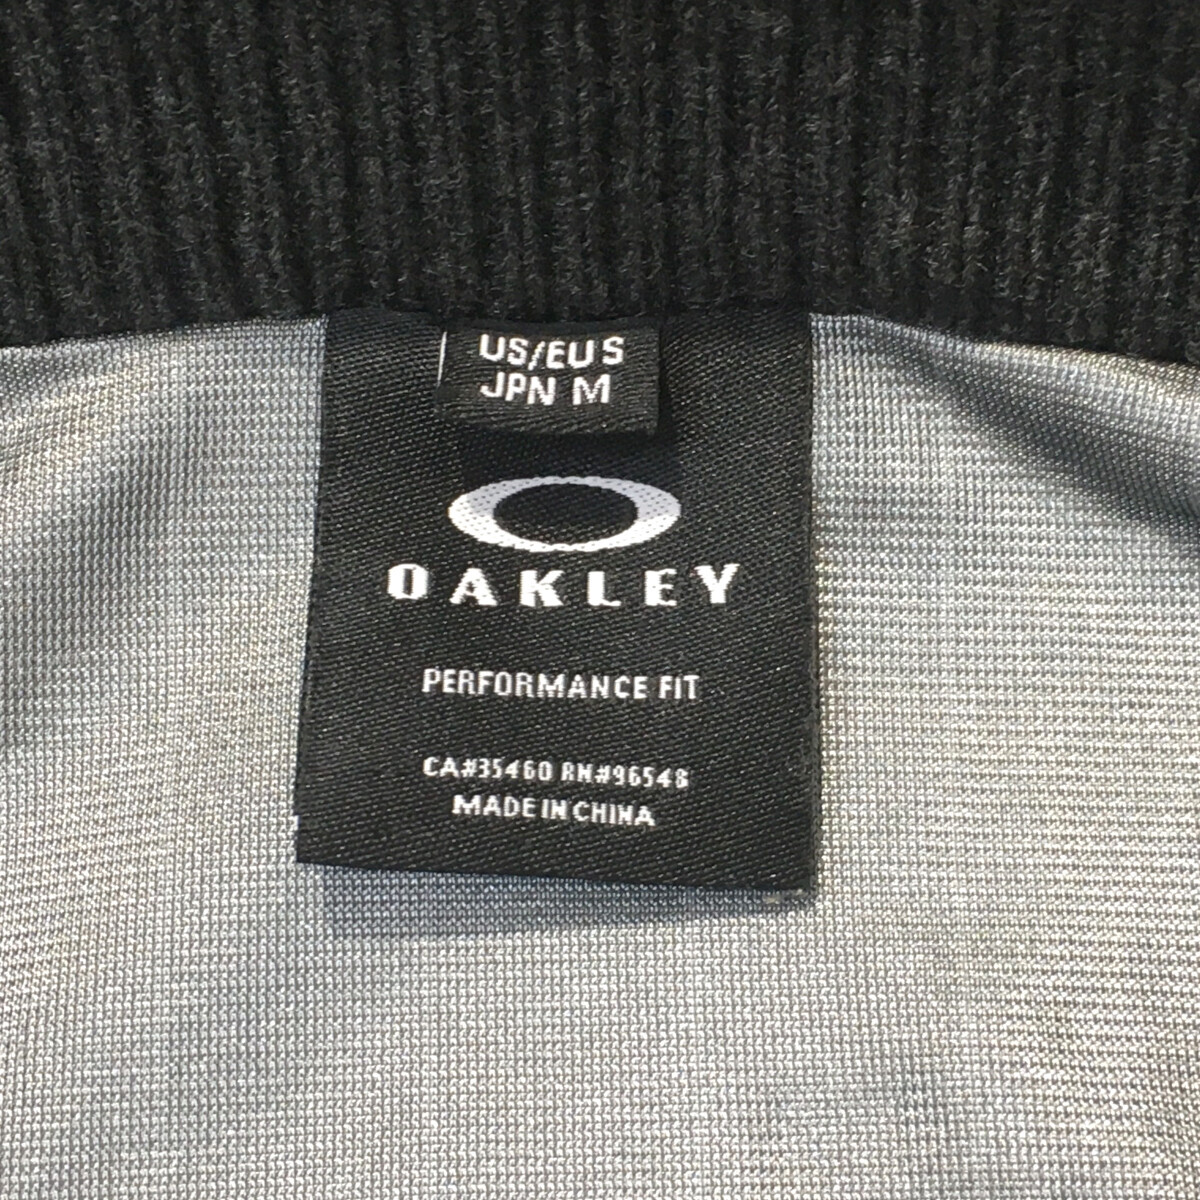 US/EU S
JPN M
OAKLEY
PERFORMANCE FIT
CA#35460 RN#96548
MADE IN CHINA